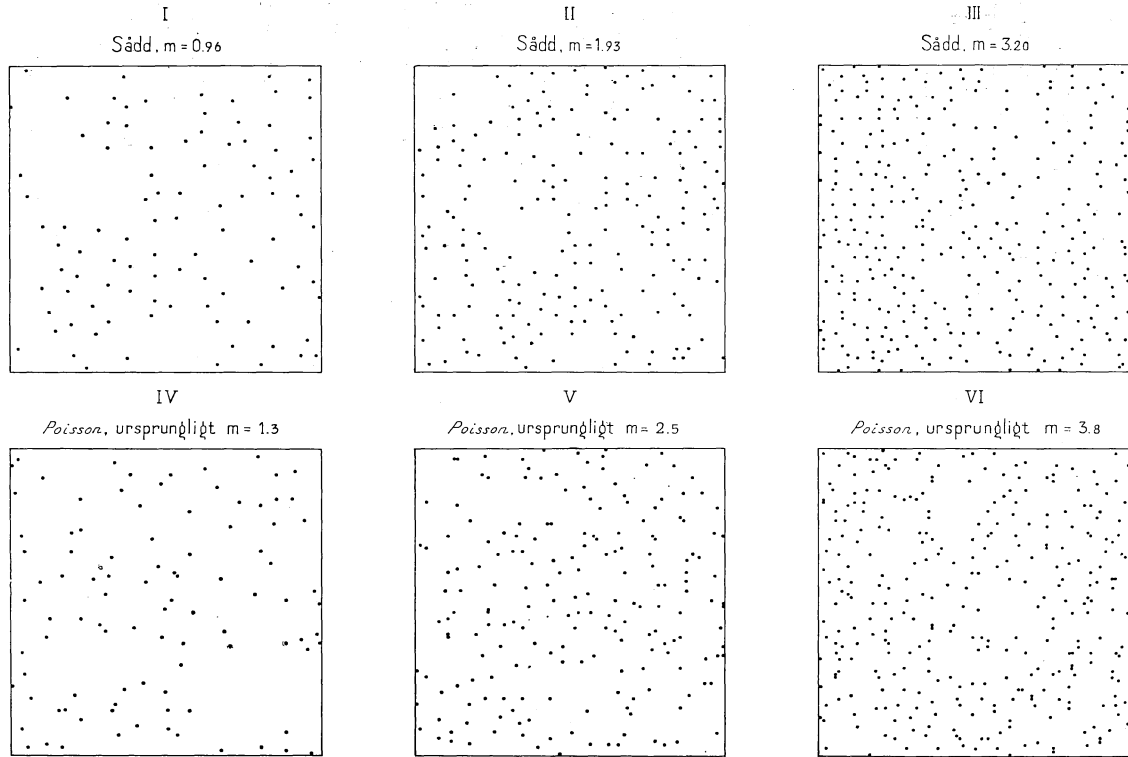 I
Sådd, m = 0.96
II
Sådd, m = 1.93
III
Sådd, m = 3.20
IV
Poisson, ursprungligt m = 1.3
V
Poisson, ursprungligt m = 2.5
VI
Poisson, ursprungligt m = 3.8